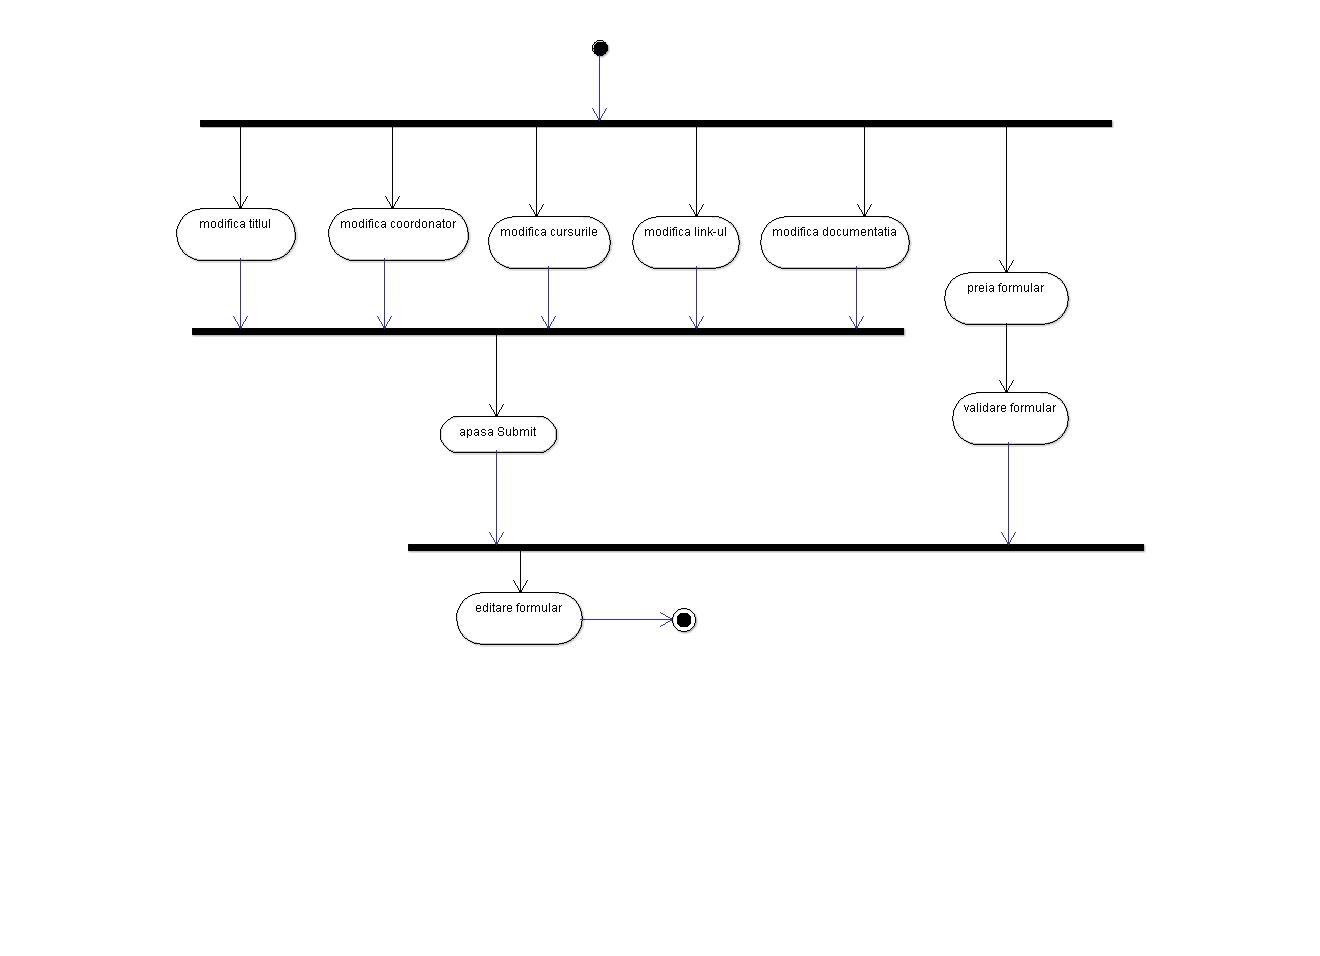 modifica titlul
modifica coordonator
modifica cursurile
modifica link-ul
modifica documentatia
preia formular
validare formular
apasa Submit
editare formular